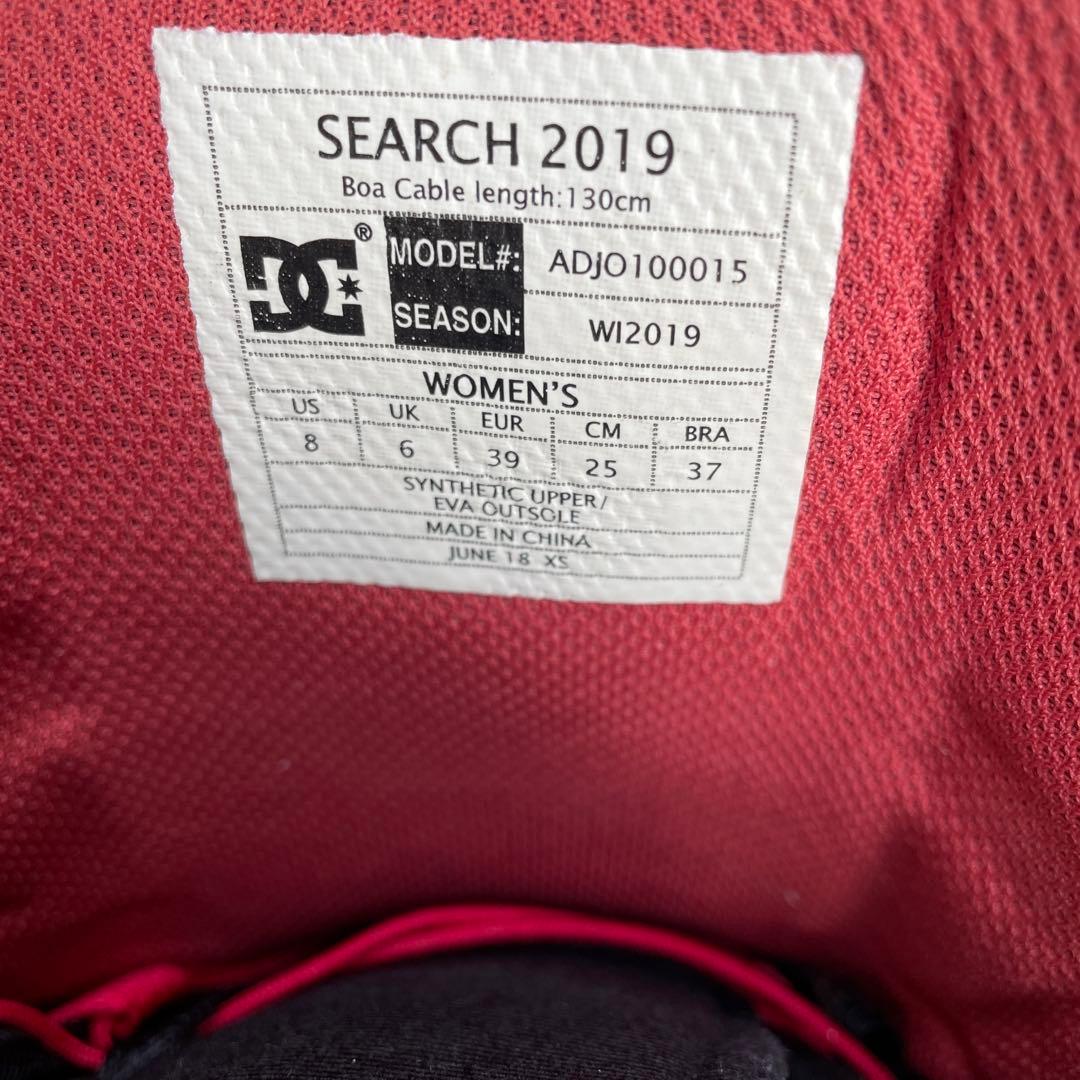 SEARCH 2019
Boa Cable length:130cm
DC®
MODEL#: ADJO100015
SEASON: WI2019
WOMEN'S
US UK EUR CM BRA
8 6 39 25 37
SYNTHETIC UPPER/
EVA OUTSOLE
MADE IN CHINA
JUNE 18 XS